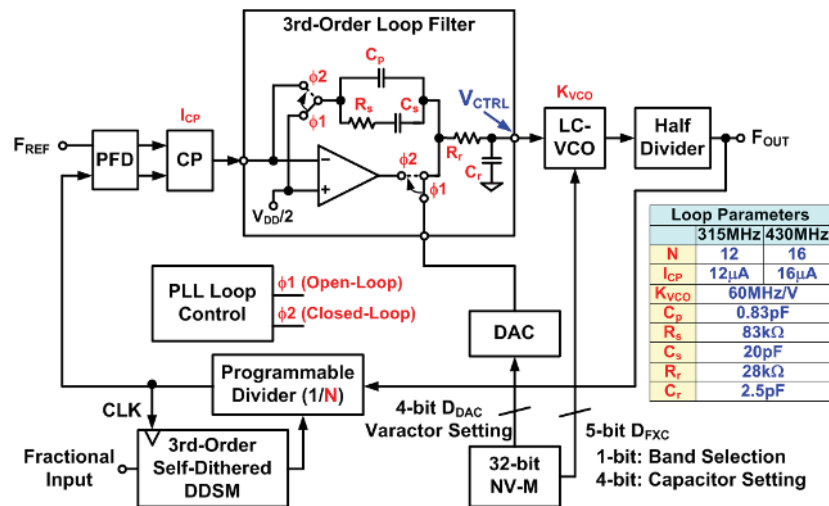 3rd-Order Loop Filter
Cp
ϕ2
Rs
Cs
ϕ1
VCTRL
KVCO
ICP
FREF
PFD
CP
−
+
VDD/2
ϕ2
ϕ1
Rr
Cr
LC-
VCO
Half
Divider
FOUT
Loop Parameters
315MHz 430MHz
N 12 16
ICP 12μA 16μA
KVCO 60MHz/V
Cp 0.83pF
Rs 83kΩ
Cs 20pF
Rr 28kΩ
Cr 2.5pF
PLL Loop
Control
ϕ1 (Open-Loop)
ϕ2 (Closed-Loop)
DAC
Programmable
Divider (1/N)
CLK
4-bit DDAC
Varactor Setting
5-bit DFXC
1-bit: Band Selection
4-bit: Capacitor Setting
Fractional
Input
3rd-Order
Self-Dithered
DDSM
32-bit
NV-M